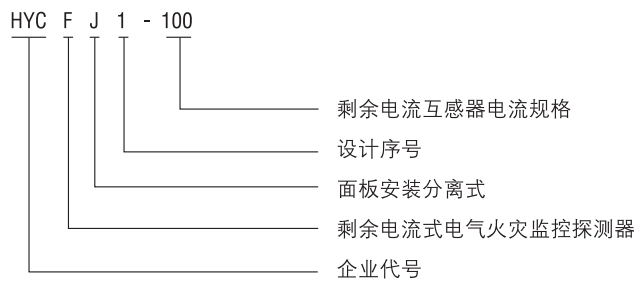 HYC F J 1 - 100
剩余电流互感器电流规格
设计序号
面板安装分离式
剩余电流式电气火灾监控探测器
企业代号